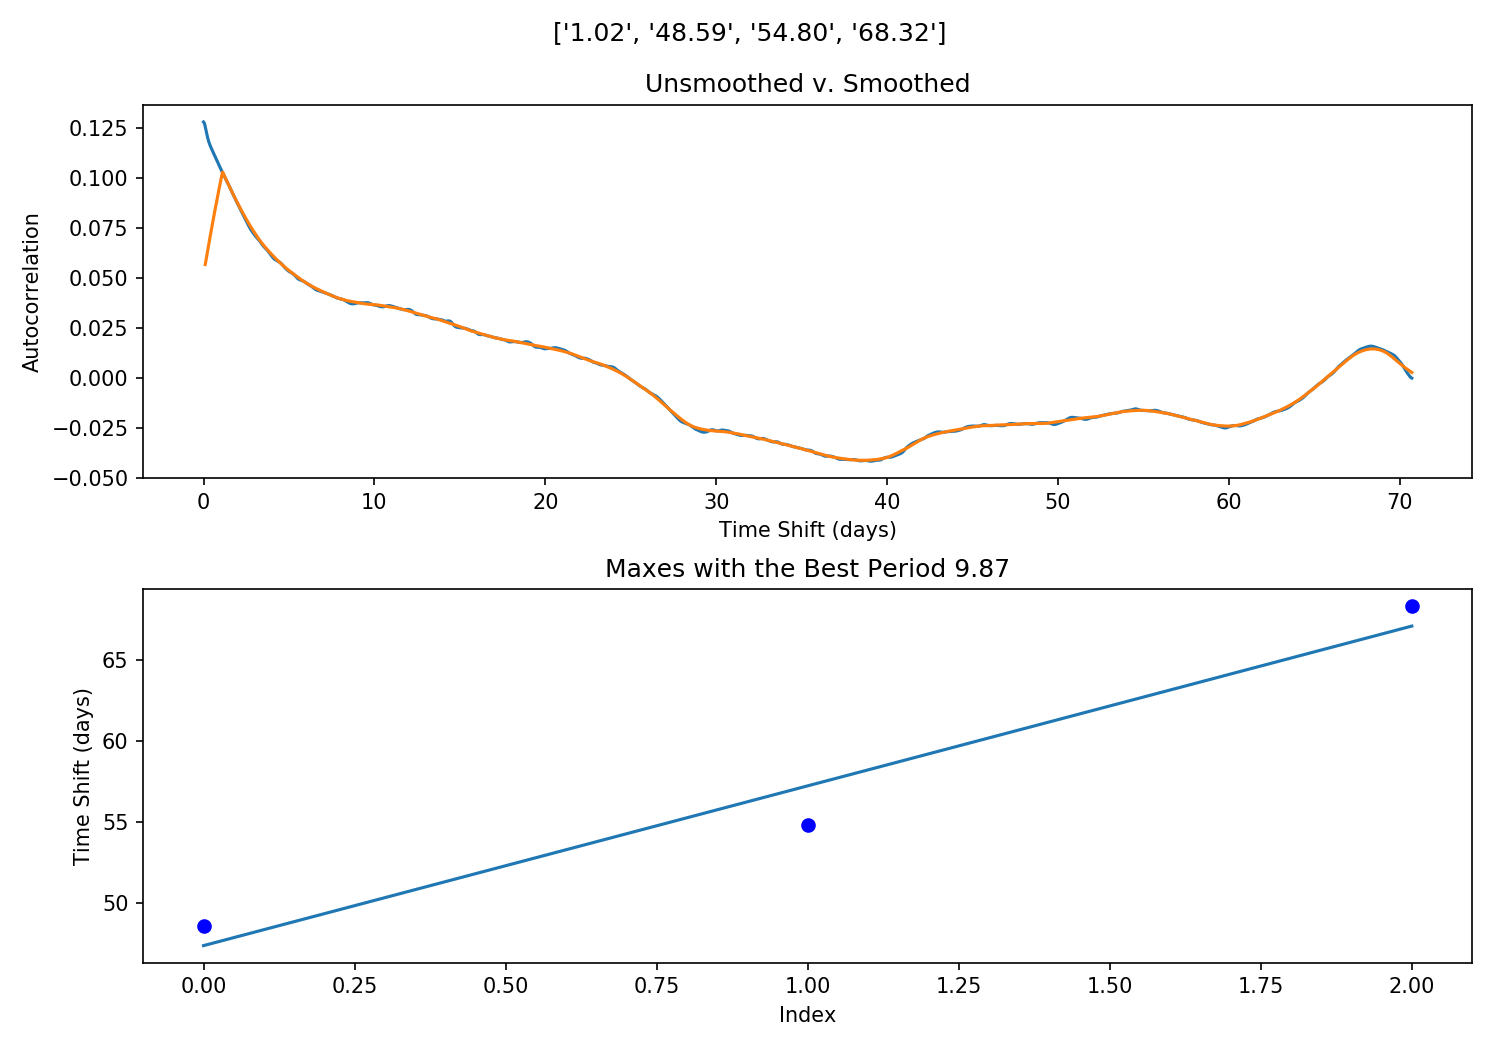 ['1.02', '48.59', '54.80', '68.32']
Unsmoothed v. Smoothed
0.125
0.100
0.075
0.050
0.025
0.000
−0.025
−0.050
Autocorrelation
0 10 20 30 40 50 60 70
Time Shift (days)
Maxes with the Best Period 9.87
65
60
55
50
Time Shift (days)
0.00 0.25 0.50 0.75 1.00 1.25 1.50 1.75 2.00
Index